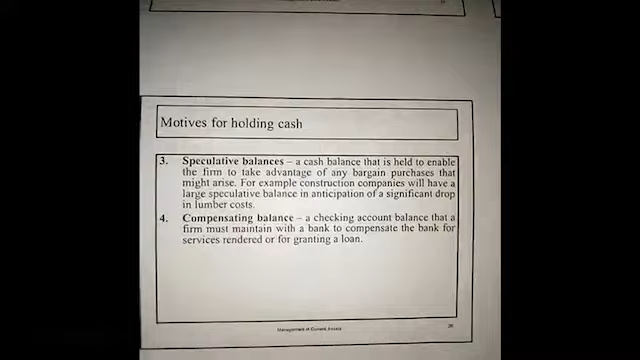 Motives for holding cash
3. Speculative balances – a cash balance that is held to enable
the firm to take advantage of any bargain purchases that
might arise. For example construction companies will have a
large speculative balance in anticipation of a significant drop
in lumber costs.
4. Compensating balance – a checking account balance that a
firm must maintain with a bank to compensate the bank for
services rendered or for granting a loan.
Management of Current Assets